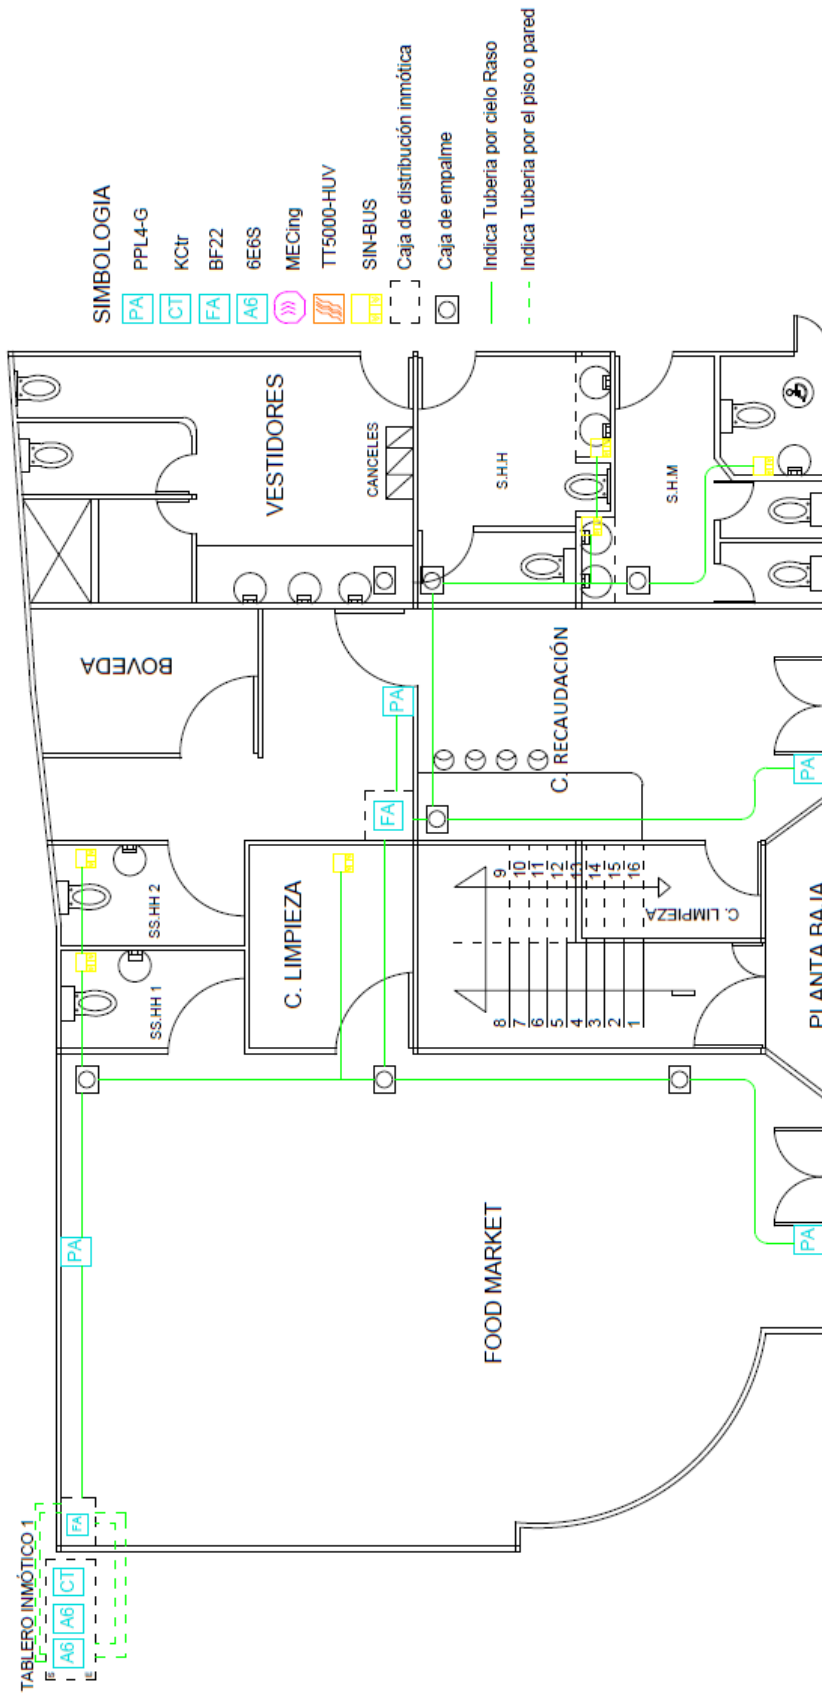 SIMBOLOGIA
PA PPL4-G
CT KCtr
FA BF22
A6 6E6S
MECing
TT5000-HUV
SIN-BUS
Caja de distribución inmótica
Caja de empalme
Indica Tuberia por cielo Raso
Indica Tuberia por el piso o pared
TABLERO INMÓTICO 1
A6 A6 CT
S
E
FA
PA
SS.HH 1
SS.HH 2
BOVEDA
VESTIDORES
CANCELES
C. LIMPIEZA
FA
PA
S.H.H
S.H.M
C. RECAUDACIÓN
8
7
6
5
4
3
2
1
9
10
11
12
13
14
15
16
C. LIMPIEZA
FOOD MARKET
PA
PA
PLANTA BAJA